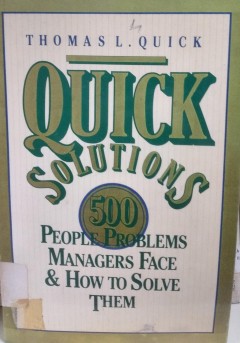 THOMAS L. QUICK
QUICK
SOLUTIONS
500
PEOPLE PROBLEMS
MANAGERS FACE
& HOW TO SOLVE
THEM